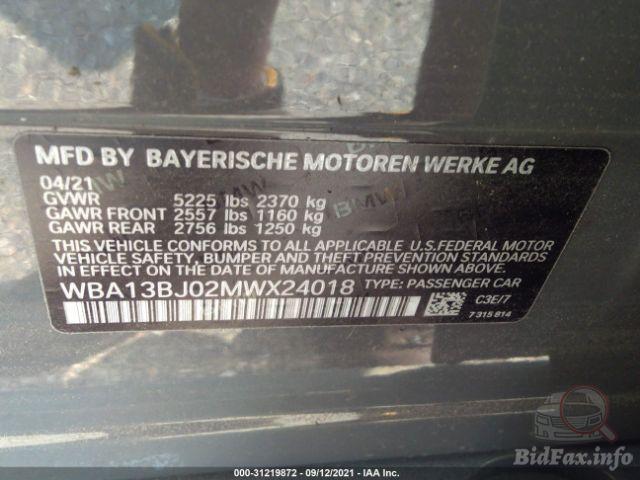 MFD BY BAYERISCHE MOTOREN WERKE AG
04/21
GVWR 5225 lbs 2370 kg
GAWR FRONT 2557 lbs 1160 kg
GAWR REAR 2756 lbs 1250 kg
THIS VEHICLE CONFORMS TO ALL APPLICABLE U.S.FEDERAL MOTOR
VEHICLE SAFETY, BUMPER AND THEFT PREVENTION STANDARDS
IN EFFECT ON THE DATE OF MANUFACTURE SHOWN ABOVE.
WBA13BJ02MWX24018 TYPE: PASSENGER CAR
C3E/7
7315814
000-31219872 - 09/12/2021 - IAA Inc.
BidFax.info